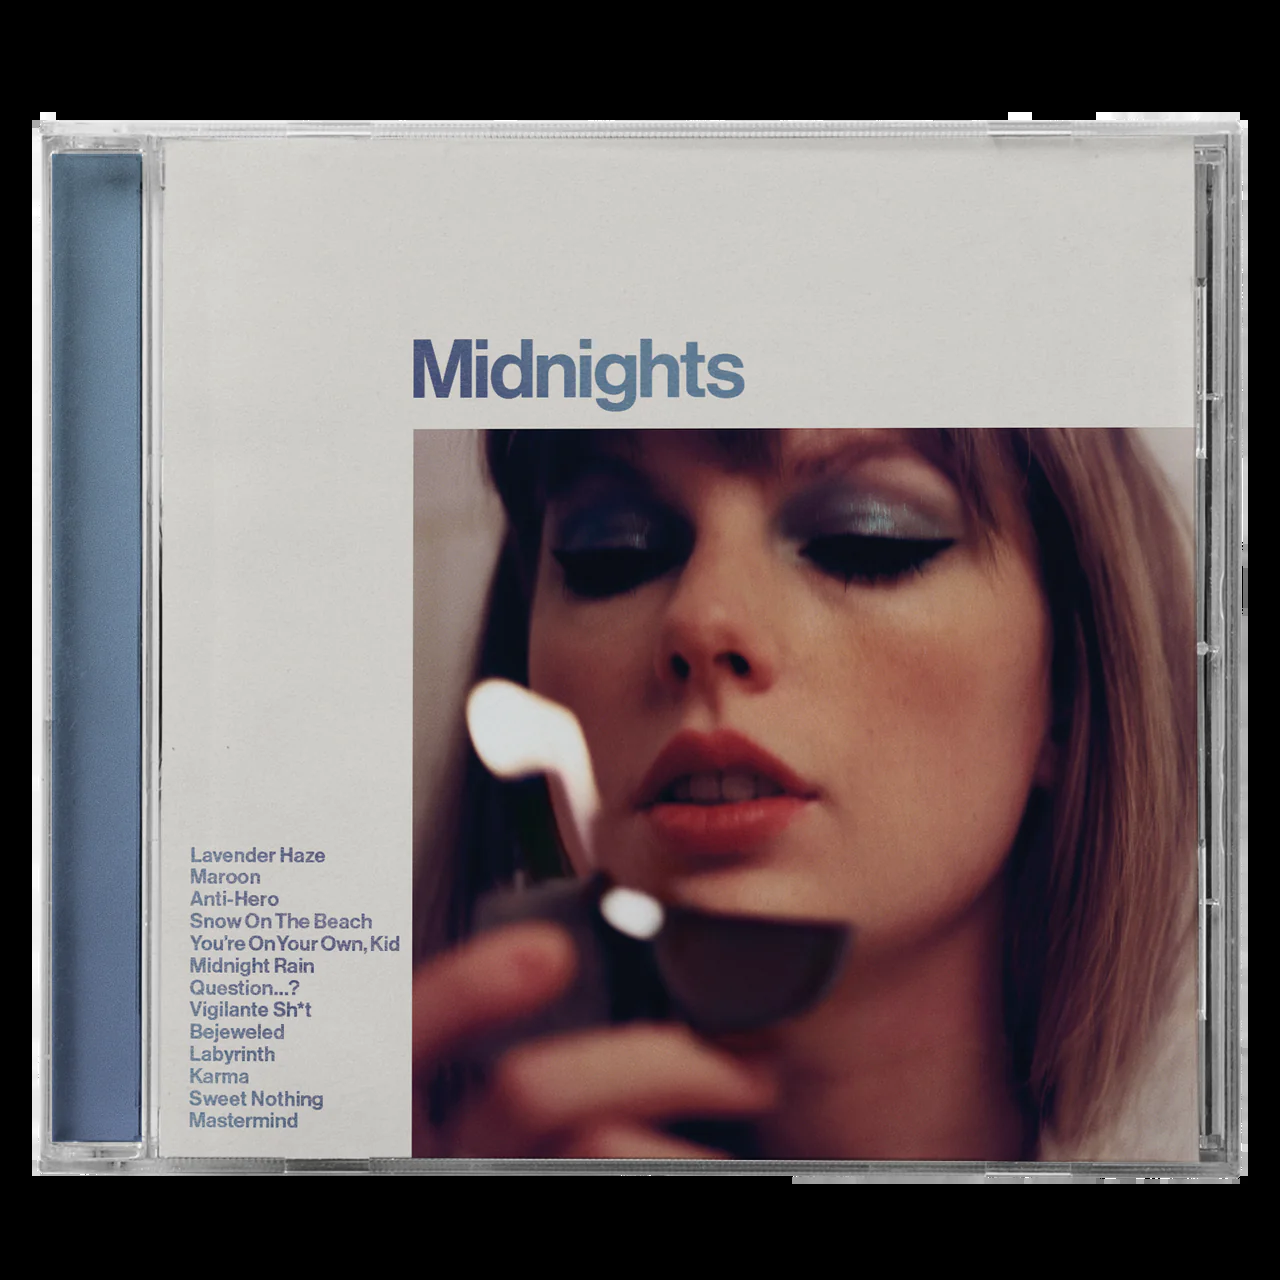 Midnights
Lavender Haze
Maroon
Anti-Hero
Snow On The Beach
You're On Your Own, Kid
Midnight Rain
Question...?
Vigilante Sh*t
Bejeweled
Labyrinth
Karma
Sweet Nothing
Mastermind